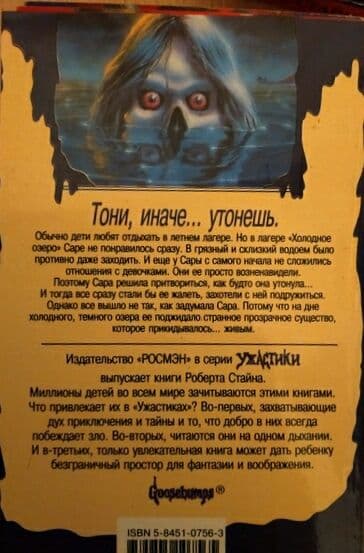 Тони, иначе... утонешь.
Обычно дети любят отдыхать в летнем лагере. Но в лагере «Холодное
озеро» Саре не понравилось сразу. В грязный и склизкий водоем было
противно даже заходить. И еще у Сары с самого начала не сложились
отношения с девочками. Они ее просто возненавидели.
Поэтому Сара решила притвориться, как будто она утонула...
И тогда все сразу стали бы ее жалеть, захотели с ней подружиться.
Однако все вышло не так, как задумала Сара. Потому что на дне
холодного, темного озера ее поджидало странное прозрачное существо,
которое прикидывалось... живым.
Издательство «РОСМЭН» в серии УЖАСТИКИ
выпускает книги Роберта Стайна.
Миллионы детей во всем мире зачитываются этими книгами.
Что привлекает их в «Ужастиках»? Во-первых, захватывающие
дух приключения и тайны и то, что добро в них всегда
побеждает зло. Во-вторых, читаются они на одном дыхании.
И в-третьих, только увлекательная книга может дать ребенку
безграничный простор для фантазии и воображения.
Goosebumps®
ISBN 5-8451-0756-3